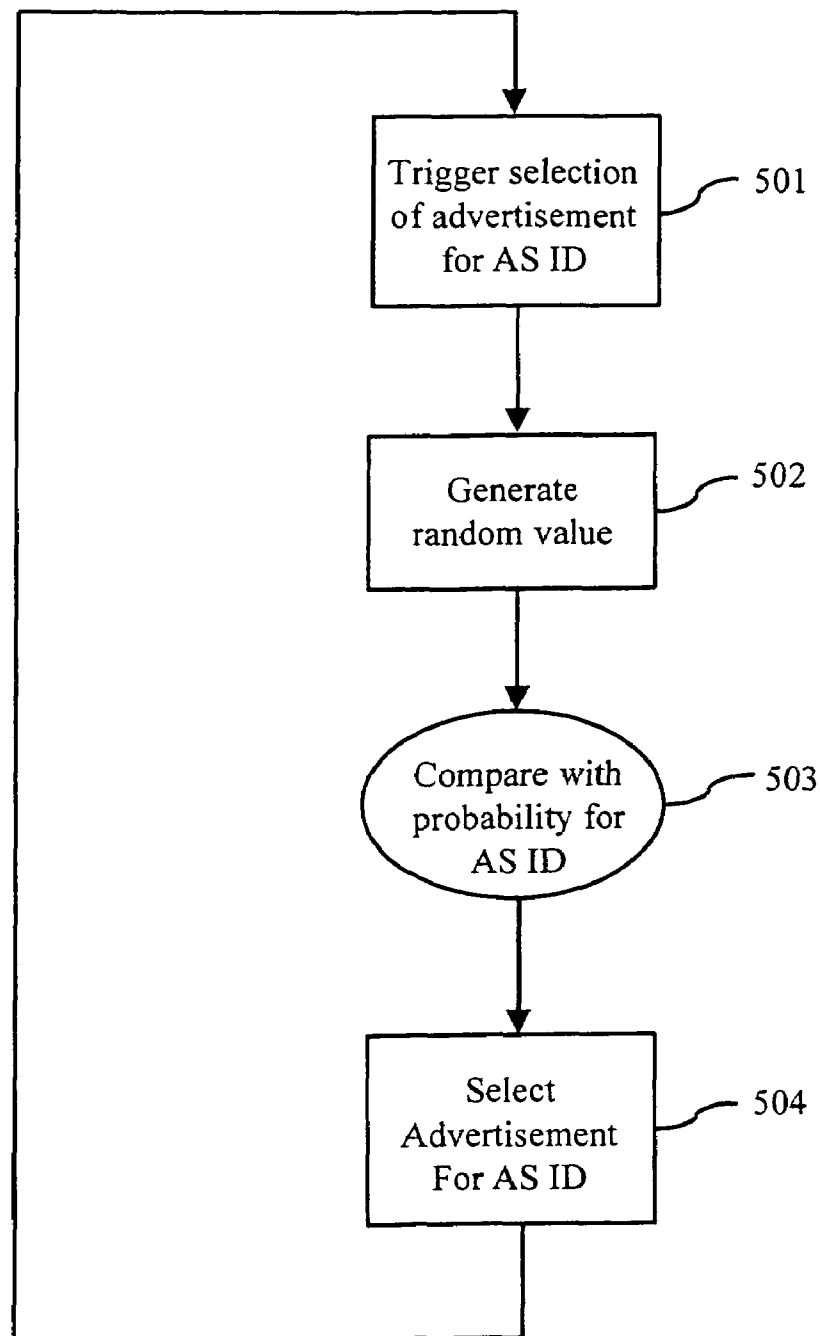 Trigger selection
of advertisement
for AS ID
501
Generate
random value
502
Compare with
probability for
AS ID
503
Select
Advertisement
For AS ID
504